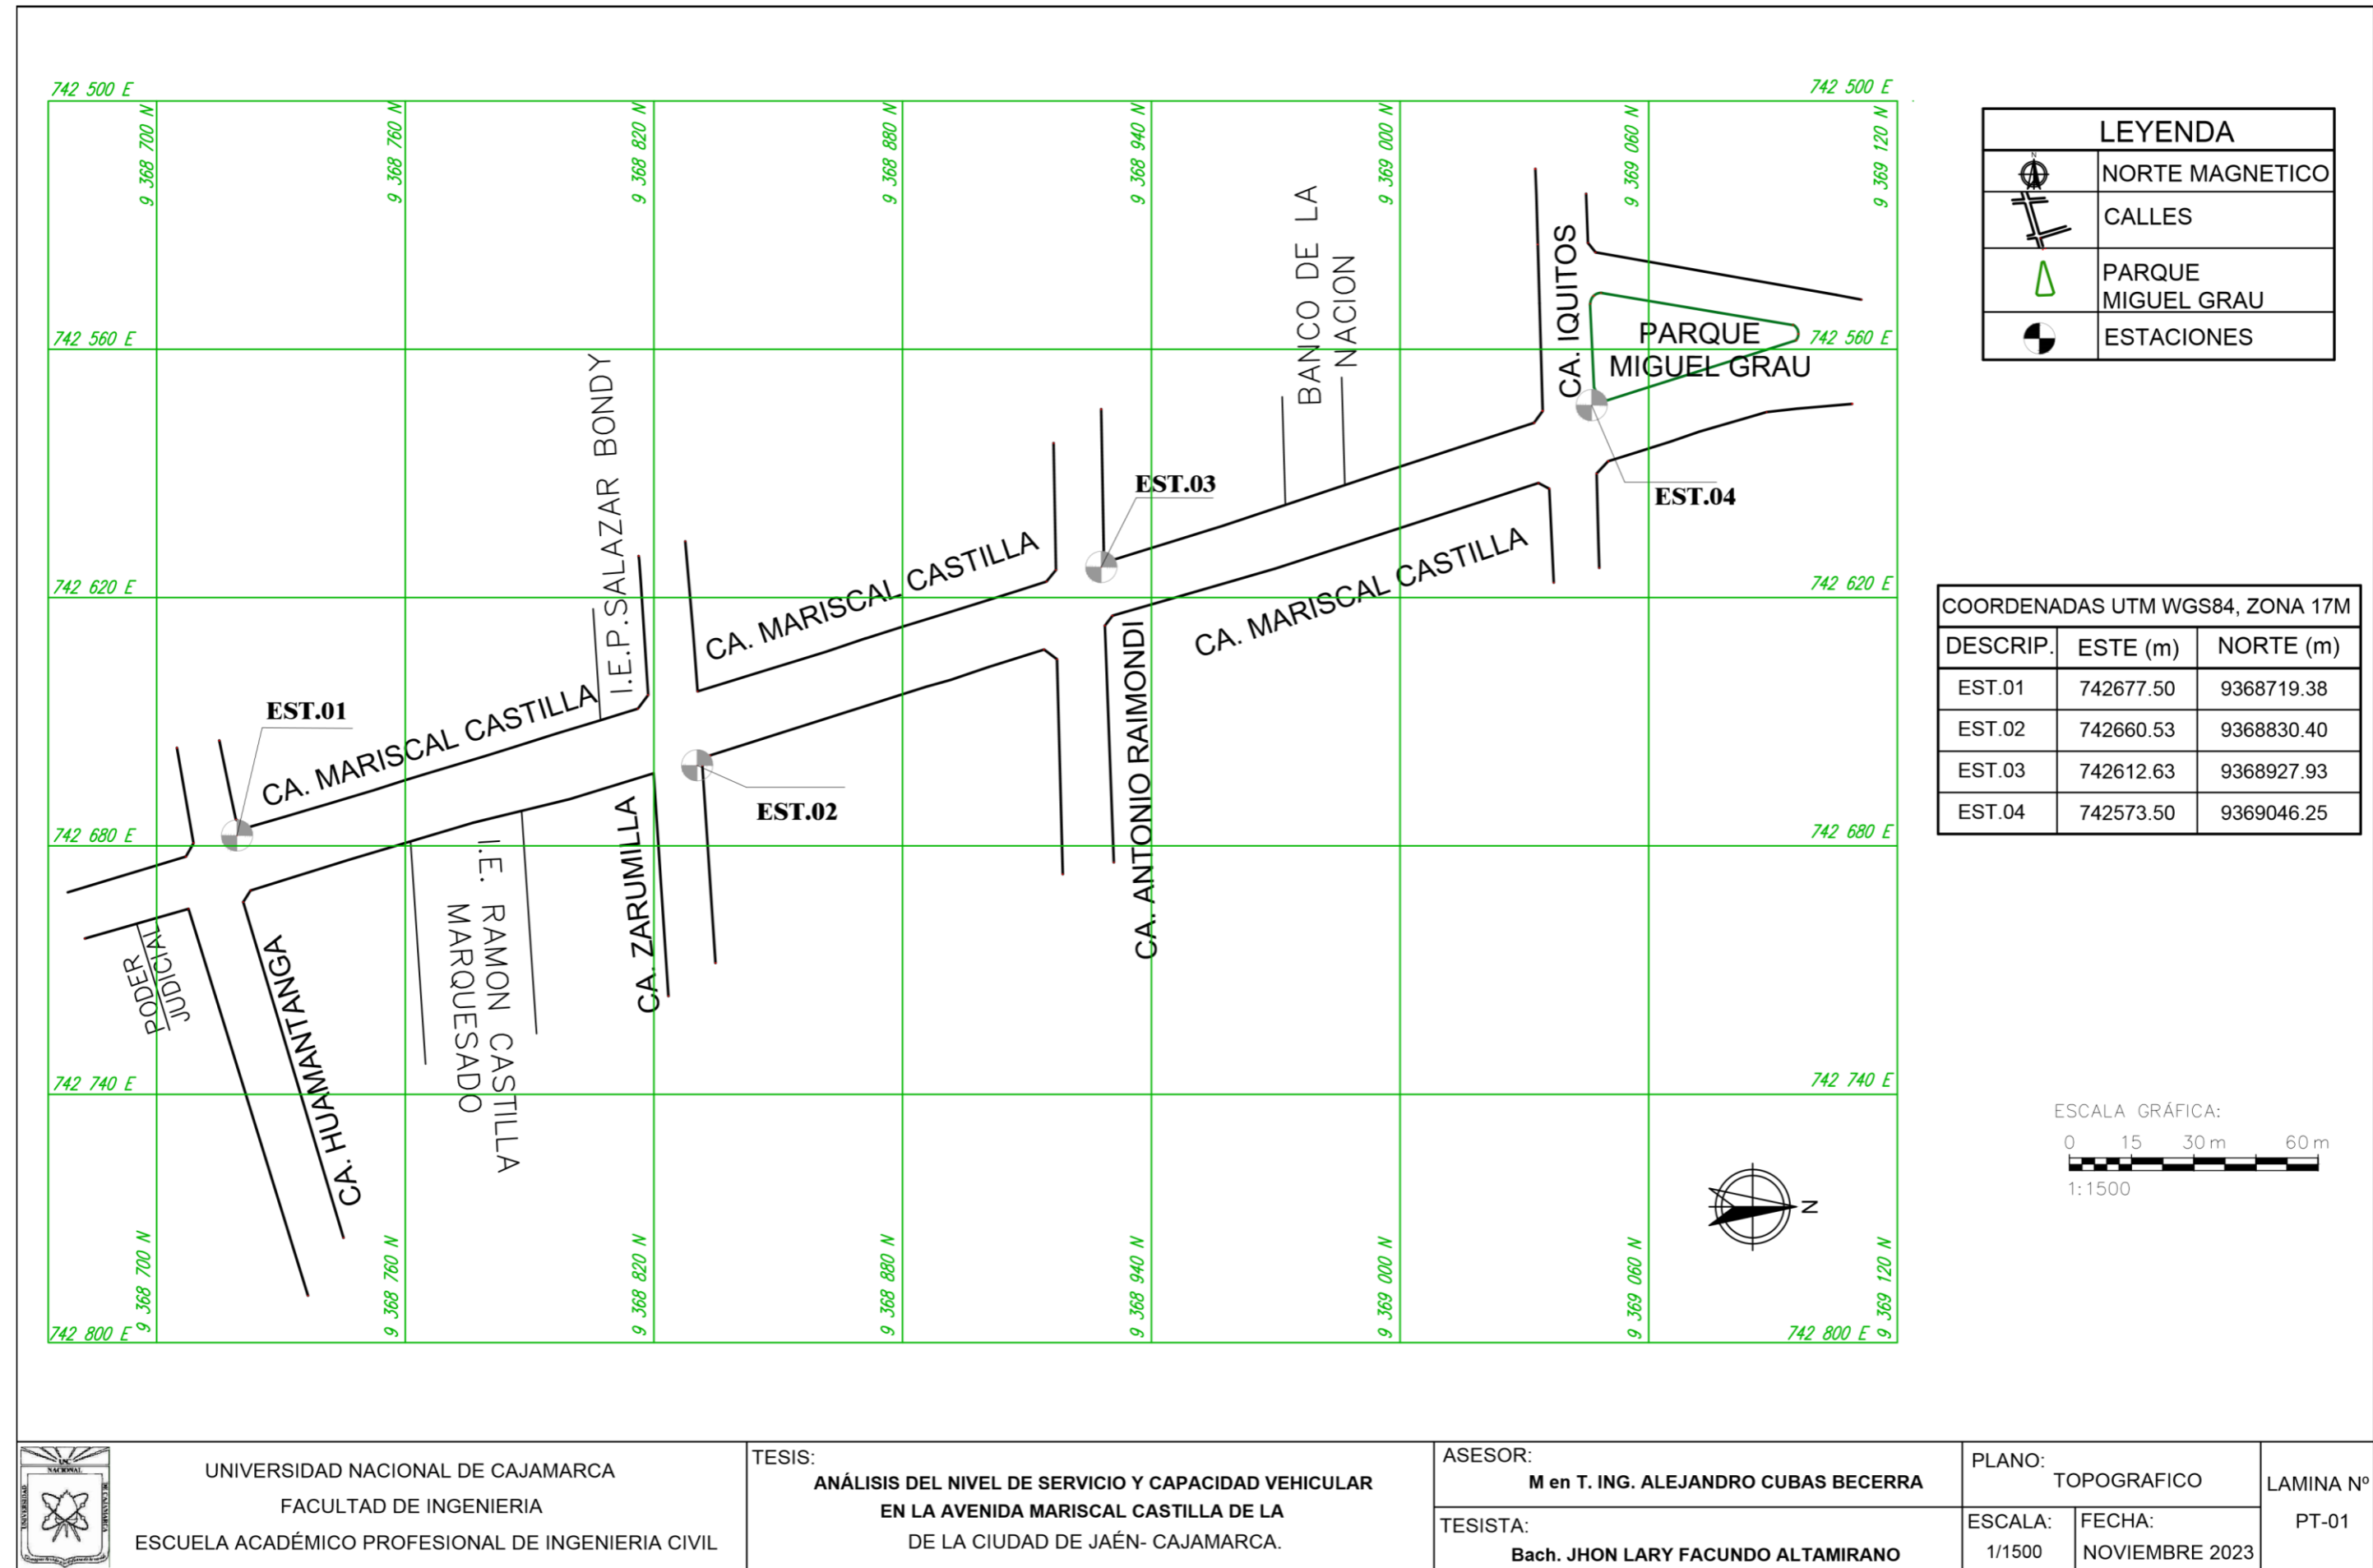 742 500 E
742 500 E
9 368 700 N
9 368 760 N
9 368 820 N
9 368 880 N
9 368 940 N
9 369 000 N
9 369 060 N
9 369 120 N
742 560 E
742 560 E
742 620 E
742 620 E
742 680 E
742 680 E
742 740 E
742 740 E
742 800 E
742 800 E
9 368 700 N
9 368 760 N
9 368 820 N
9 368 880 N
9 368 940 N
9 369 000 N
9 369 060 N
9 369 120 N
BANCO DE LA
NACION
CA. IQUITOS
PARQUE
MIGUEL GRAU
I.E.P.SALAZAR BONDY
EST.03
EST.04
CA. MARISCAL CASTILLA
CA. MARISCAL CASTILLA
CA. MARISCAL CASTILLA
EST.01
EST.02
CA. ANTONIO RAIMONDI
CA. ZARUMILLA
I.E. RAMON CASTILLA
MARQUESADO
PODER
JUDICIAL
CA. HUAMANTANGA
N
LEYENDA
N
NORTE MAGNETICO
CALLES
PARQUE
MIGUEL GRAU
ESTACIONES
COORDENADAS UTM WGS84, ZONA 17M
DESCRIP. ESTE (m) NORTE (m)
EST.01 742677.50 9368719.38
EST.02 742660.53 9368830.40
EST.03 742612.63 9368927.93
EST.04 742573.50 9369046.25
ESCALA GRÁFICA:
0 15 30 m 60 m
1:1500
UNIVERSIDAD NACIONAL DE CAJAMARCA
FACULTAD DE INGENIERIA
ESCUELA ACADÉMICO PROFESIONAL DE INGENIERIA CIVIL
TESIS:
ANÁLISIS DEL NIVEL DE SERVICIO Y CAPACIDAD VEHICULAR
EN LA AVENIDA MARISCAL CASTILLA DE LA
DE LA CIUDAD DE JAÉN- CAJAMARCA.
ASESOR:
M en T. ING. ALEJANDRO CUBAS BECERRA
TESISTA:
Bach. JHON LARY FACUNDO ALTAMIRANO
PLANO:
TOPOGRAFICO
ESCALA:
1/1500
FECHA:
NOVIEMBRE 2023
LAMINA Nº
PT-01